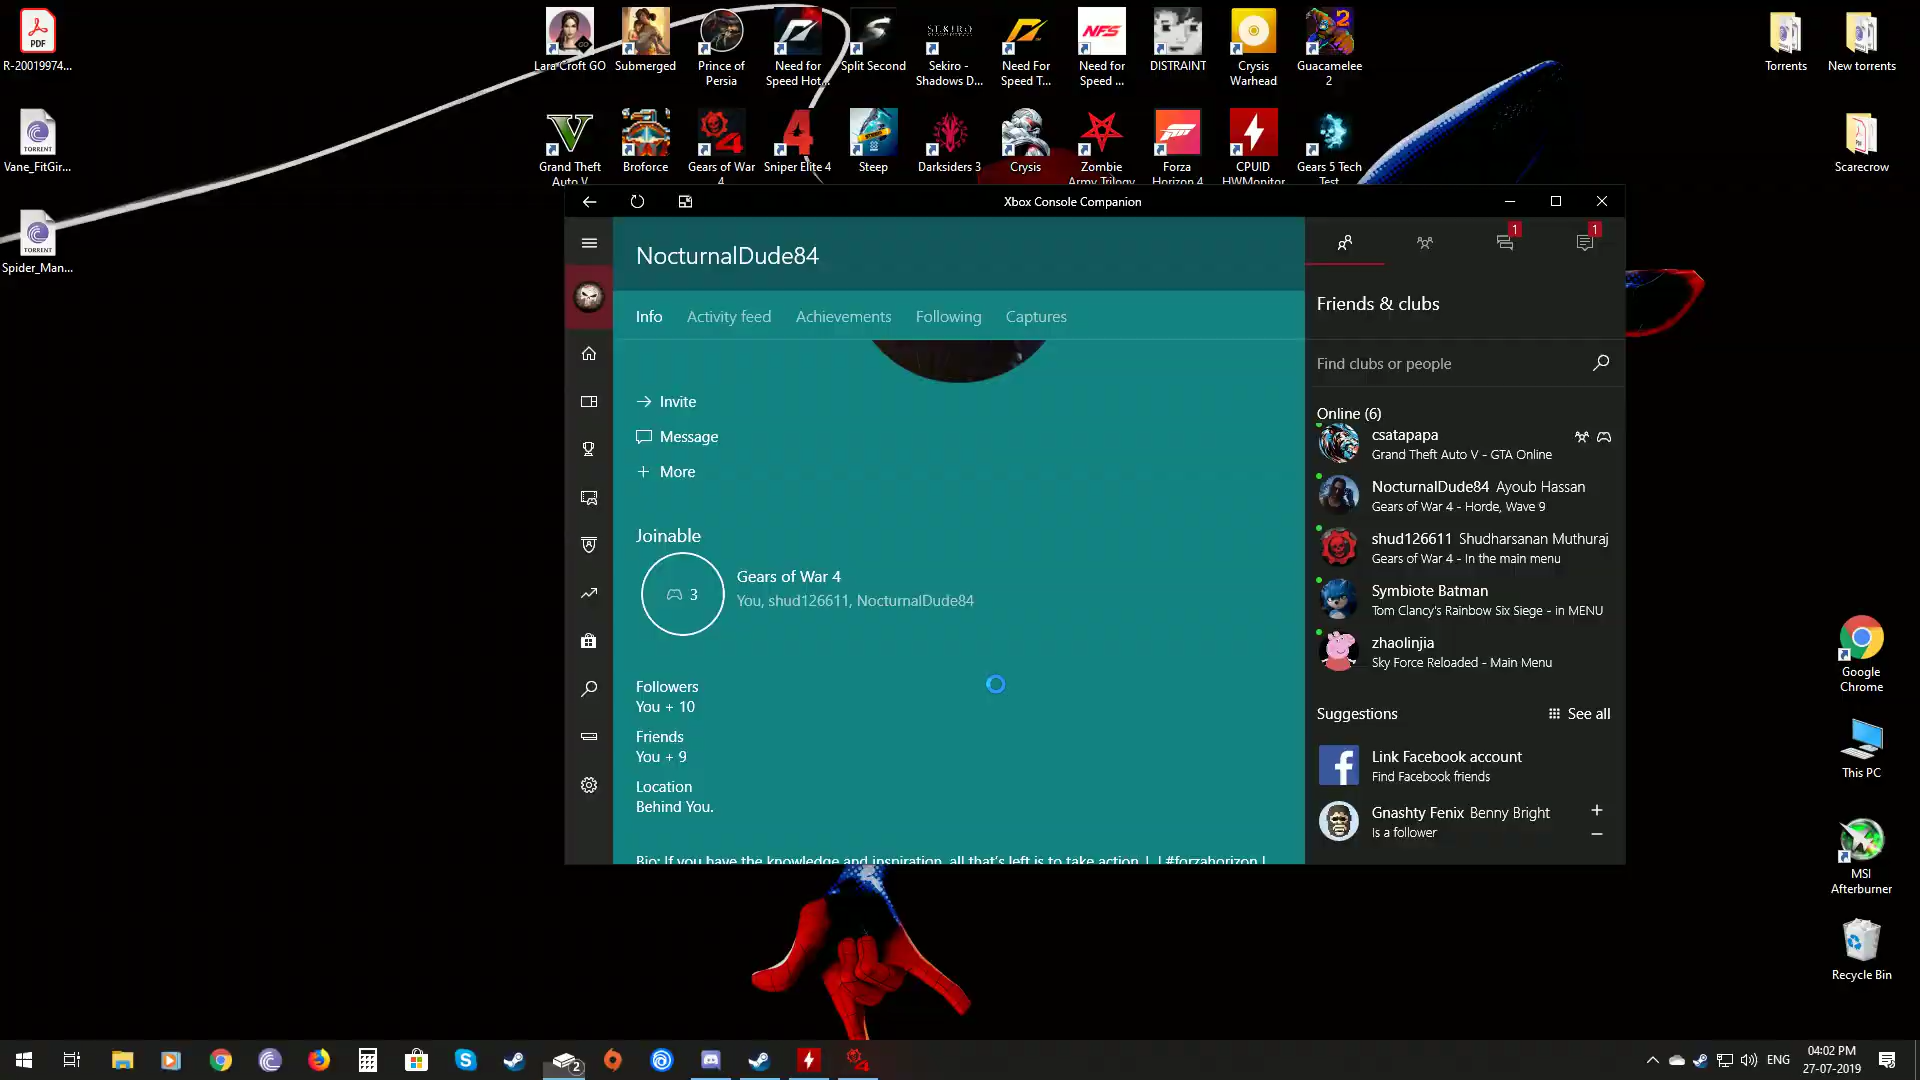 R-20019974...
Vane_FitGir...
Spider_Man...
Lara Croft GO
Submerged
Prince of
Persia
Need for
Speed Hot...
Split Second
SEKIRO
Sekiro -
Shadows D...
Need For
Speed T...
NFS
Need for
Speed ...
DISTRAINT
Crysis
Warhead
2
Guacamelee
2
Torrents
New torrents
Grand Theft
Auto V
Broforce
4
Gears of War
4
4
Sniper Elite 4
Steep
Darksiders 3
Crysis
Zombie
Army Trilogy
Forza
Horizon 4
CPUID
HWMonitor
Gears 5 Tech
Test
Scarecrow
PDF
TORRENT
TORRENT
Xbox Console Companion
NocturnalDude84
Info
Activity feed
Achievements
Following
Captures
Invite
Message
More
Joinable
3
Gears of War 4
You, shud126611, NocturnalDude84
Followers
You + 10
Friends
You + 9
Location
Behind You.
Bio: If you have the knowledge and inspiration, all that's left is to take action. | | #forzahorizon |
1
1
Friends & clubs
Find clubs or people
Online (6)
csatapapa
Grand Theft Auto V - GTA Online
NocturnalDude84 Ayoub Hassan
Gears of War 4 - Horde, Wave 9
shud126611 Shudharsanan Muthuraj
Gears of War 4 - In the main menu
Symbiote Batman
Tom Clancy's Rainbow Six Siege - in MENU
zhaolinjia
Sky Force Reloaded - Main Menu
Suggestions
See all
Link Facebook account
Find Facebook friends
Gnashty Fenix Benny Bright
Is a follower
Google
Chrome
This PC
MSI
Afterburner
Recycle Bin
2
4
ENG
04:02 PM
27-07-2019